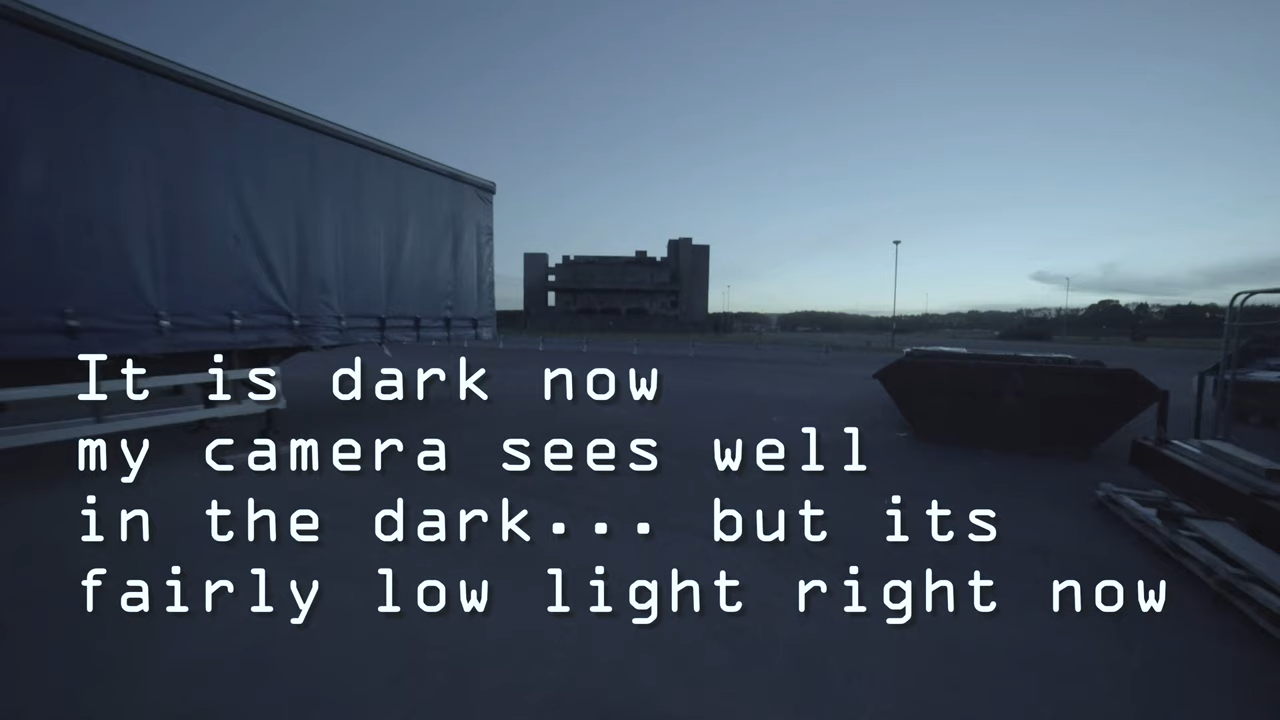 It is dark now
my camera sees well
in the dark... but its
fairly low light right now